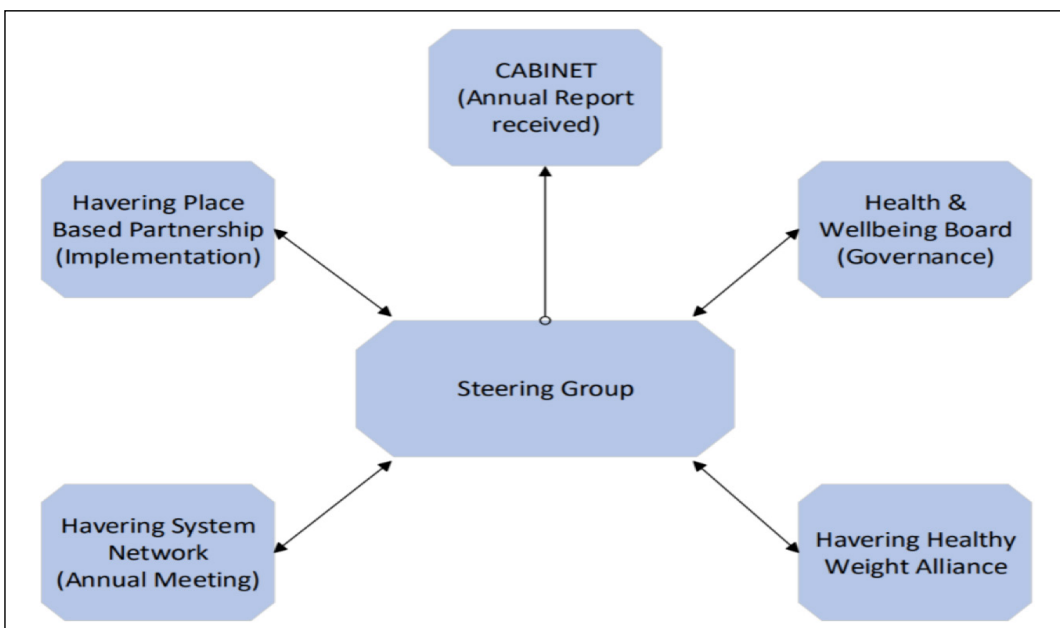 CABINET
(Annual Report
received)
Havering Place
Based Partnership
(Implementation)
Health &
Wellbeing Board
(Governance)
Steering Group
Havering System
Network
(Annual Meeting)
Havering Healthy
Weight Alliance